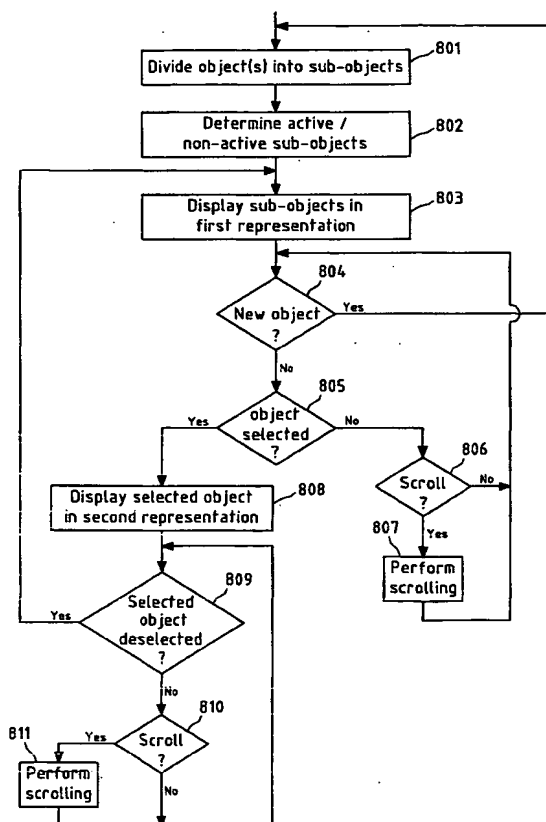 801
Divide object(s) into sub-objects
802
Determine active /
non-active sub-objects
803
Display sub-objects in
first representation
804
New object
?
Yes
No
805
object
selected
?
Yes
No
806
Scroll
?
No
Yes
807
Perform
scrolling
808
Display selected object
in second representation
809
Selected
object
deselected
?
Yes
No
810
Scroll
?
Yes
No
811
Perform
scrolling